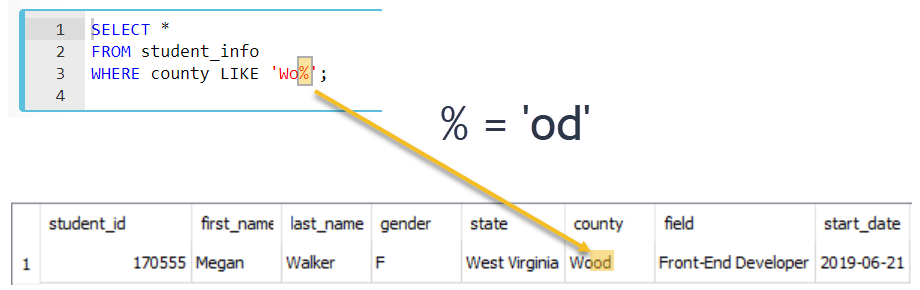 1 SELECT *
2 FROM student_info
3 WHERE county LIKE 'Wo%';
4
% = 'od'
student_id first_name last_name gender state county field start_date
1 170555 Megan Walker F West Virginia Wood Front-End Developer 2019-06-21